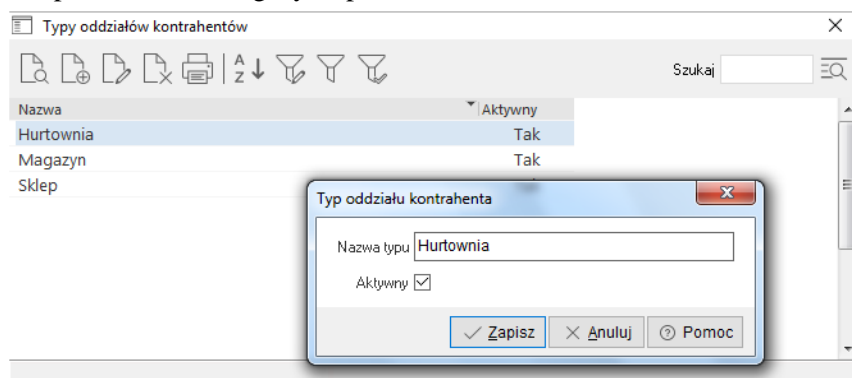 Typy oddziałów kontrahentów
A Z Szukaj
Nazwa Aktywny
Hurtownia Tak
Magazyn Tak
Sklep
Typ oddziału kontrahenta
Nazwa typu Hurtownia
Aktywny
Zapisz Anuluj Pomoc